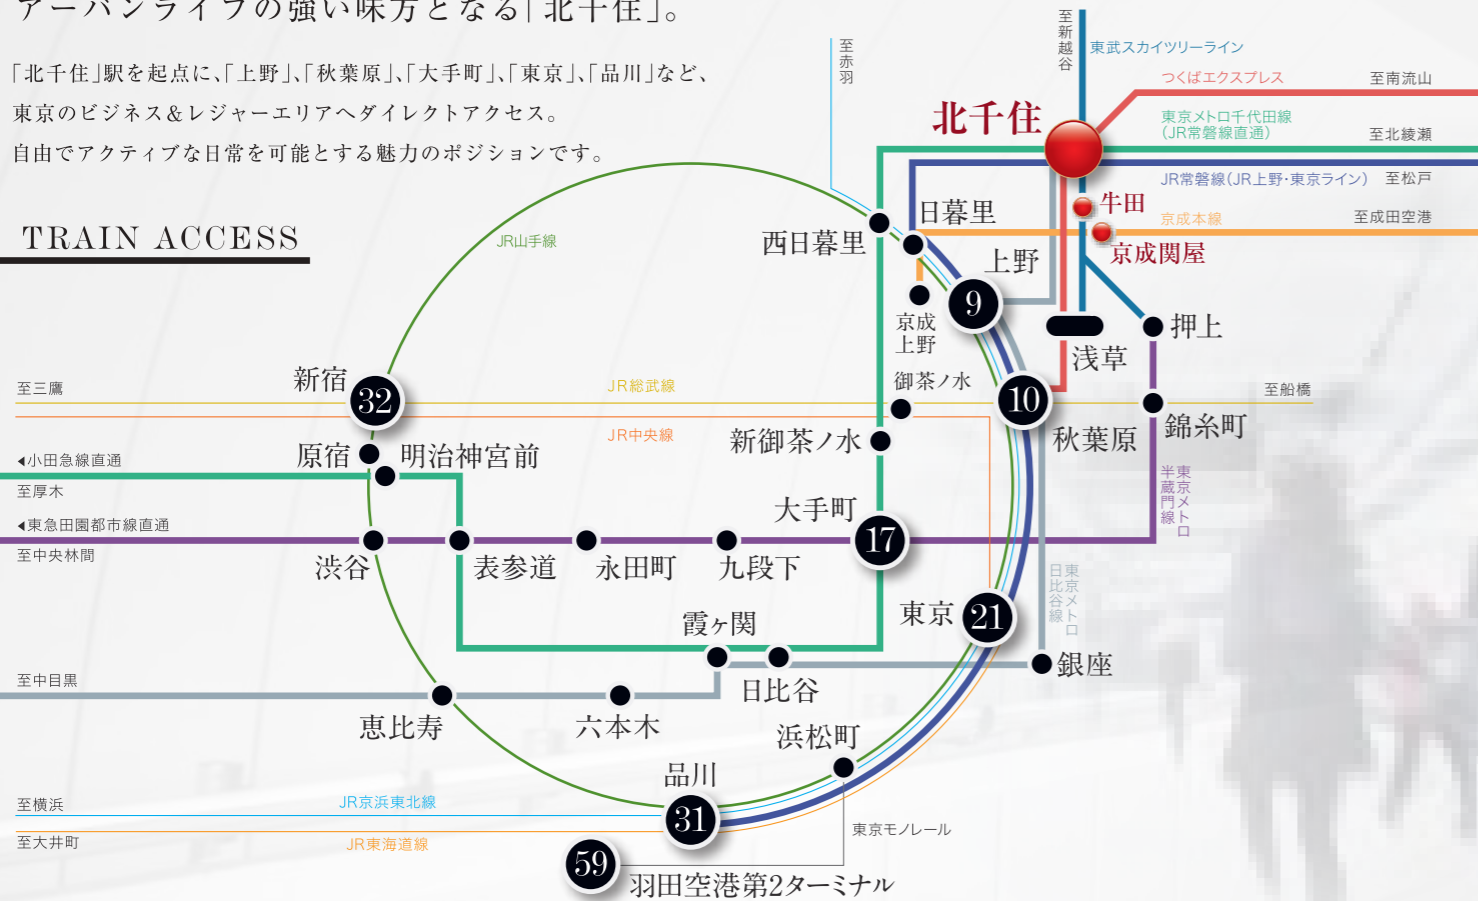 アーバンライフの強い味方となる「北千住」。
「北千住」駅を起点に、「上野」、「秋葉原」、「大手町」、「東京」、「品川」など、
東京のビジネス&レジャーエリアへダイレクトアクセス。
自由でアクティブな日常を可能とする魅力のポジションです。
TRAIN ACCESS
至赤羽
至新越谷
東武スカイツリーライン
つくばエクスプレス
至南流山
北千住
東京メトロ千代田線
(JR常磐線直通)
至北綾瀬
JR常磐線(JR上野・東京ライン)
至松戸
牛田
京成本線
至成田空港
京成関屋
JR山手線
西日暮里
日暮里
上野
9
京成
上野
浅草
押上
御茶ノ水
新宿
32
至三鷹
JR総武線
10
至船橋
JR中央線
新御茶ノ水
秋葉原
錦糸町
原宿
明治神宮前
◀小田急線直通
至厚木
東京メトロ
半蔵門線
大手町
17
◀東急田園都市線直通
至中央林間
渋谷
表参道
永田町
九段下
東京メトロ
日比谷線
東京
21
霞ヶ関
日比谷
銀座
至中目黒
恵比寿
六本木
浜松町
品川
31
至横浜
JR京浜東北線
至大井町
JR東海道線
東京モノレール
59
羽田空港第2ターミナル